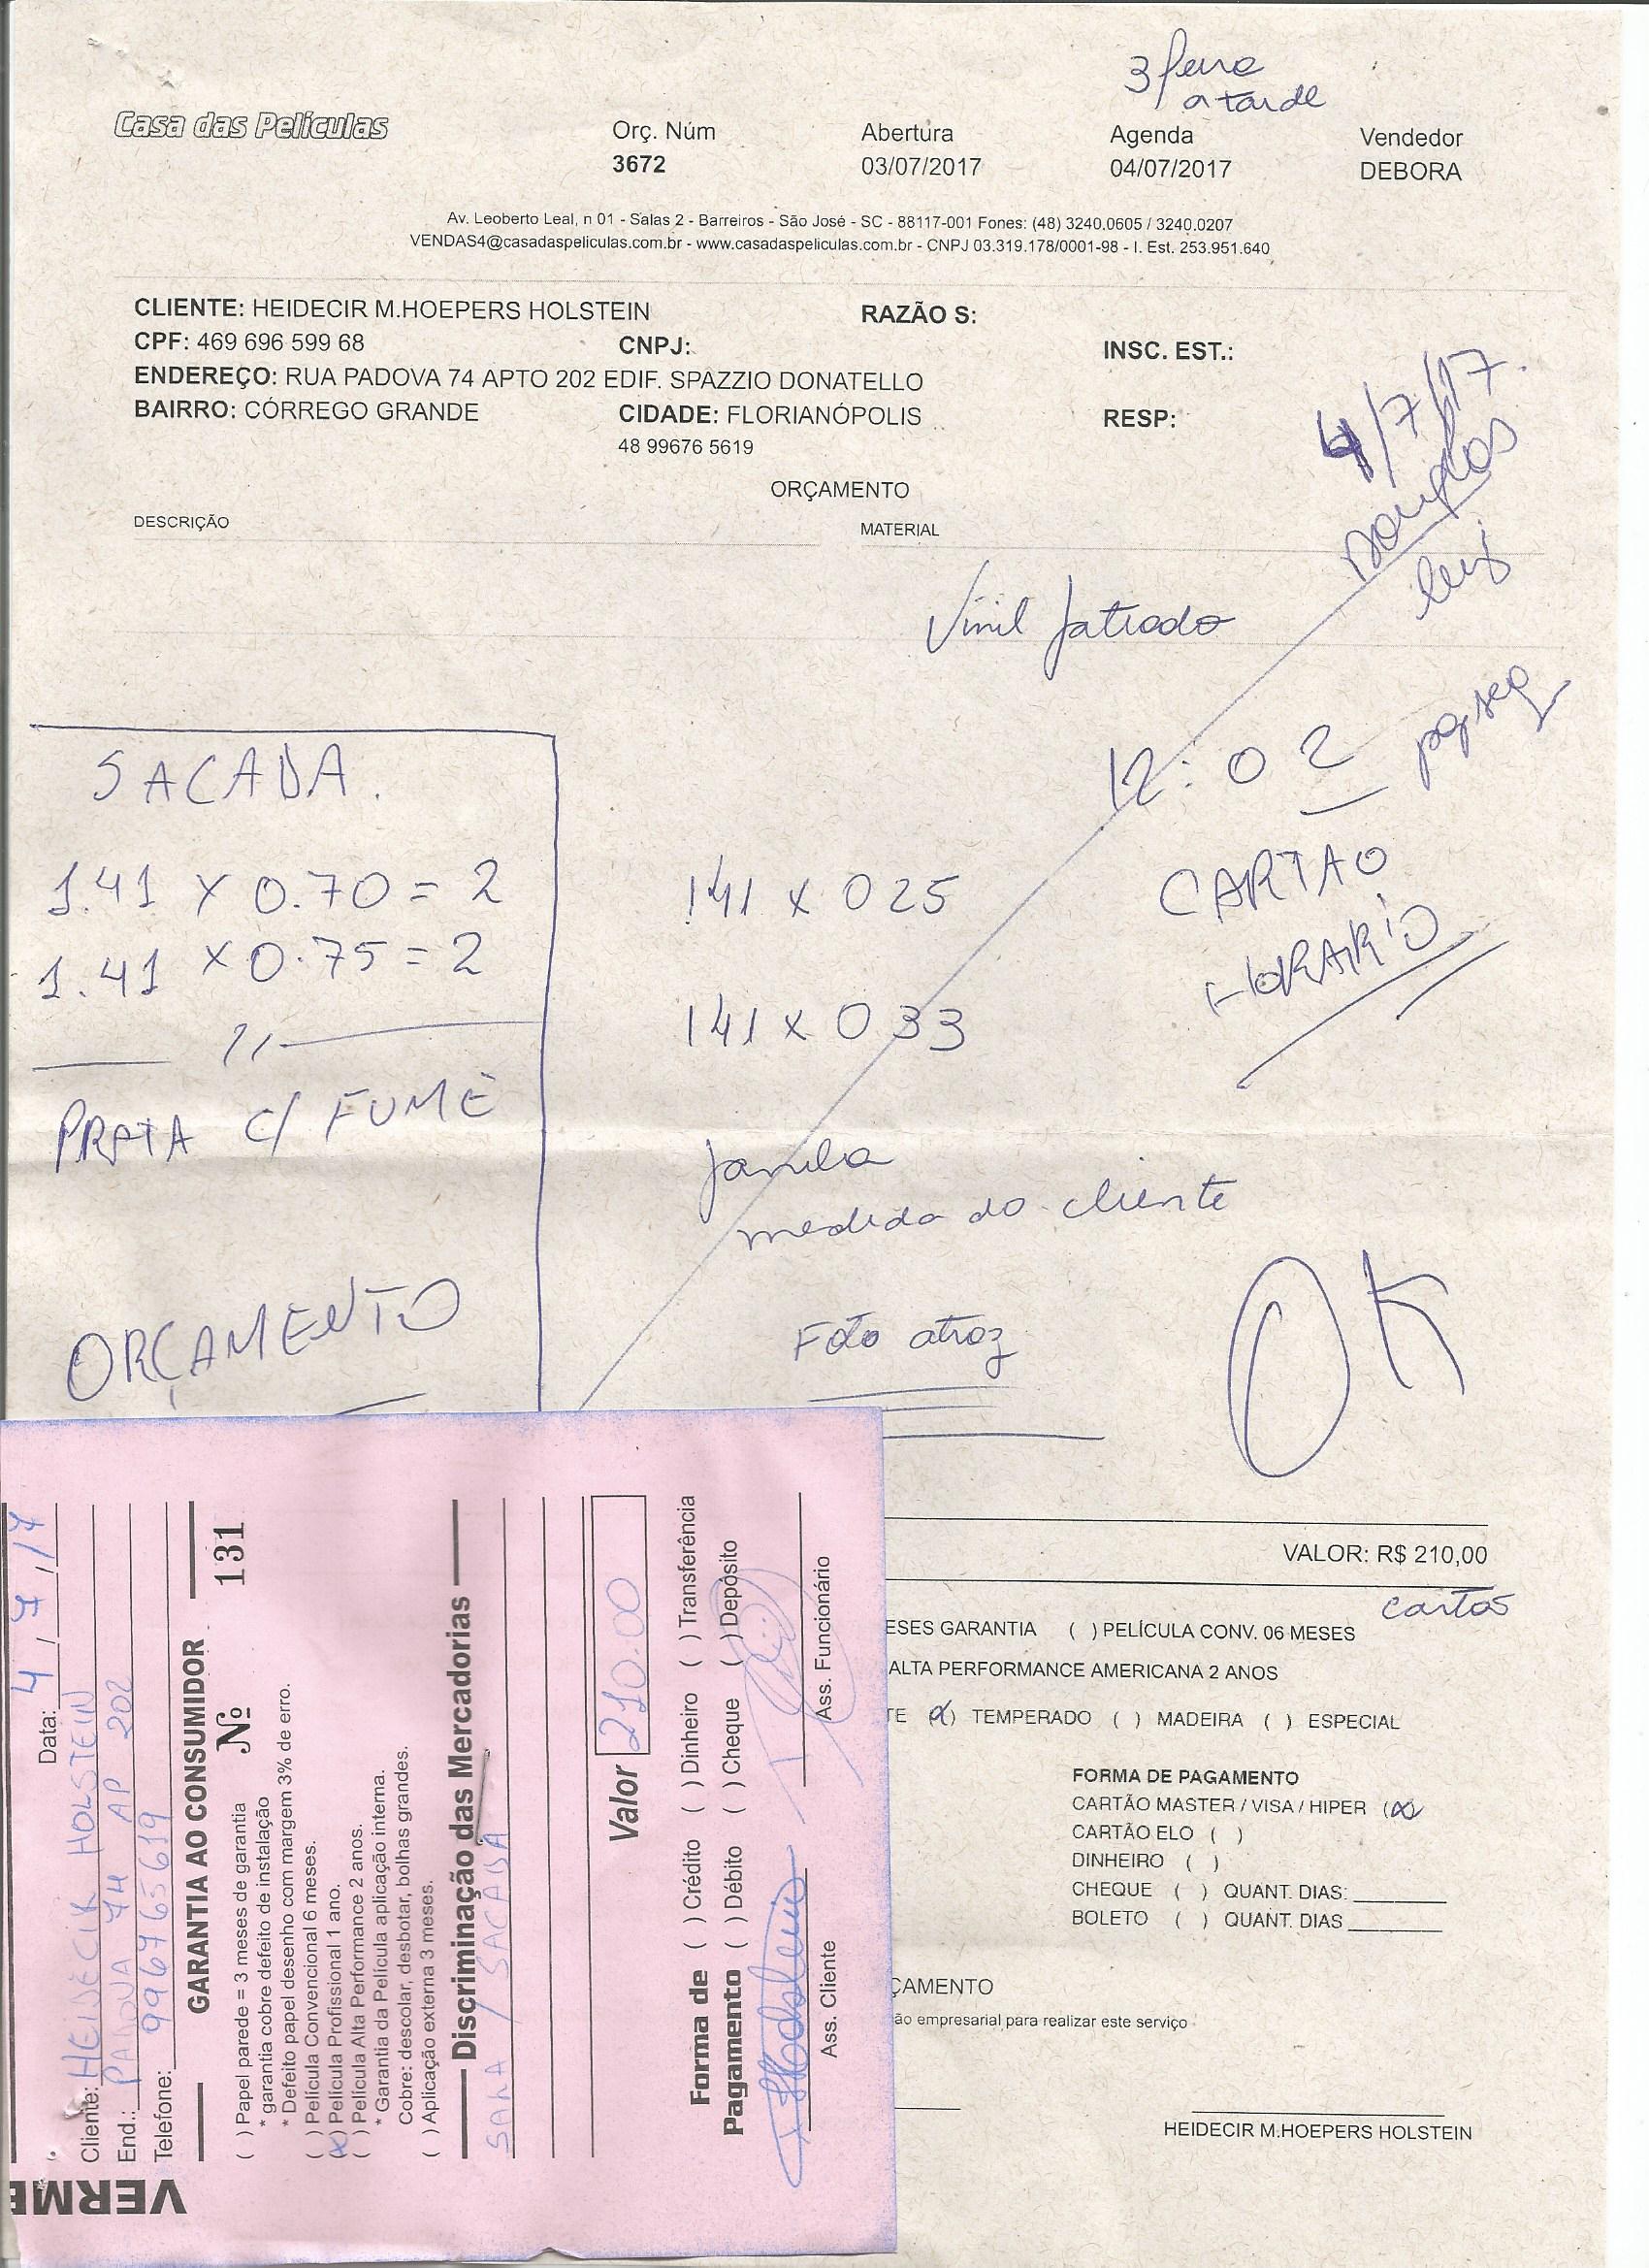 3 feira
a tarde
Casa das Películas
Orç. Núm Abertura Agenda Vendedor
3672 03/07/2017 04/07/2017 DEBORA
Av. Leoberto Leal, n 01 - Salas 2 - Barreiros - São José - SC - 88117-001 Fones: (48) 3240.0605 / 3240.0207
VENDAS4@casadaspeliculas.com.br - www.casadaspeliculas.com.br - CNPJ 03.319.178/0001-98 - I. Est. 253.951.640
CLIENTE: HEIDECIR M.HOEPERS HOLSTEIN RAZÃO S:
CPF: 469 696 599 68 CNPJ: INSC. EST.:
ENDEREÇO: RUA PADOVA 74 APTO 202 EDIF. SPAZZIO DONATELLO
BAIRRO: CÓRREGO GRANDE CIDADE: FLORIANÓPOLIS RESP:
48 99676 5619
4/7/17.
ORÇAMENTO
DESCRIÇÃO MATERIAL
Vinil jatiado
12:02 pagseg
CARTAO
HORARIO
SACADA.
1.41 x 0.70 = 2
1.41 x 0.75 = 2
PRATA C/ FUME
ORÇAMENTO
141 x 025
141 x 033
janela
medida do cliente
Foto atraz
OK
VALOR: R$ 210,00
cartão
ESES GARANTIA ( ) PELÍCULA CONV. 06 MESES
ALTA PERFORMANCE AMERICANA 2 ANOS
TE (x) TEMPERADO ( ) MADEIRA ( ) ESPECIAL
FORMA DE PAGAMENTO
CARTÃO MASTER / VISA / HIPER (x)
CARTÃO ELO ( )
DINHEIRO ( )
CHEQUE ( ) QUANT. DIAS:
BOLETO ( ) QUANT. DIAS
ÇAMENTO
ão empresarial para realizar este serviço
HEIDECIR M.HOEPERS HOLSTEIN
VERME
Data: 4/7/17
Cliente: HEIDECIR HOLSTEIN
End.: PADOVA 74 AP 202
Telefone: 996765619
GARANTIA AO CONSUMIDOR
( ) Papel parede = 3 meses de garantia Nº 131
* garantia cobre defeito de instalação
* Defeito papel desenho com margem 3% de erro.
( ) Película Convencional 6 meses.
(x) Película Profissional 1 ano.
( ) Película Alta Performance 2 anos.
* Garantia da Película aplicação interna.
Cobre: descolar, desbotar, bolhas grandes.
( ) Aplicação externa 3 meses.
Discriminação das Mercadorias
SALA / SACADA
Valor 210.00
Forma de ( ) Crédito ( ) Dinheiro ( ) Transferência
Pagamento ( ) Débito ( ) Cheque ( ) Depósito
Ass. Cliente Ass. Funcionário